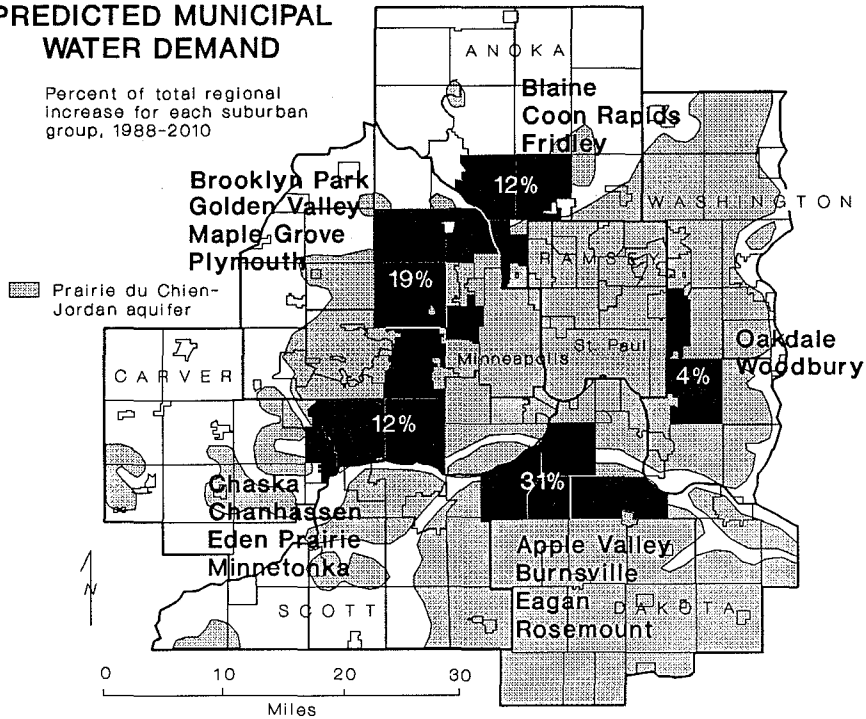 PREDICTED MUNICIPAL
WATER DEMAND
Percent of total regional
increase for each suburban
group, 1988-2010
ANOKA
Blaine
Coon Rapids
Fridley
12%
Brooklyn Park
Golden Valley
Maple Grove
Plymouth
WASHINGTON
RAMSEY
19%
Prairie du Chien-
Jordan aquifer
Minneapolis
St. Paul
Oakdale
Woodbury
4%
CARVER
12%
31%
Chaska
Chanhassen
Eden Prairie
Minnetonka
Apple Valley
Burnsville
Eagan
Rosemount
N
SCOTT
DAKOTA
0 10 20 30
Miles